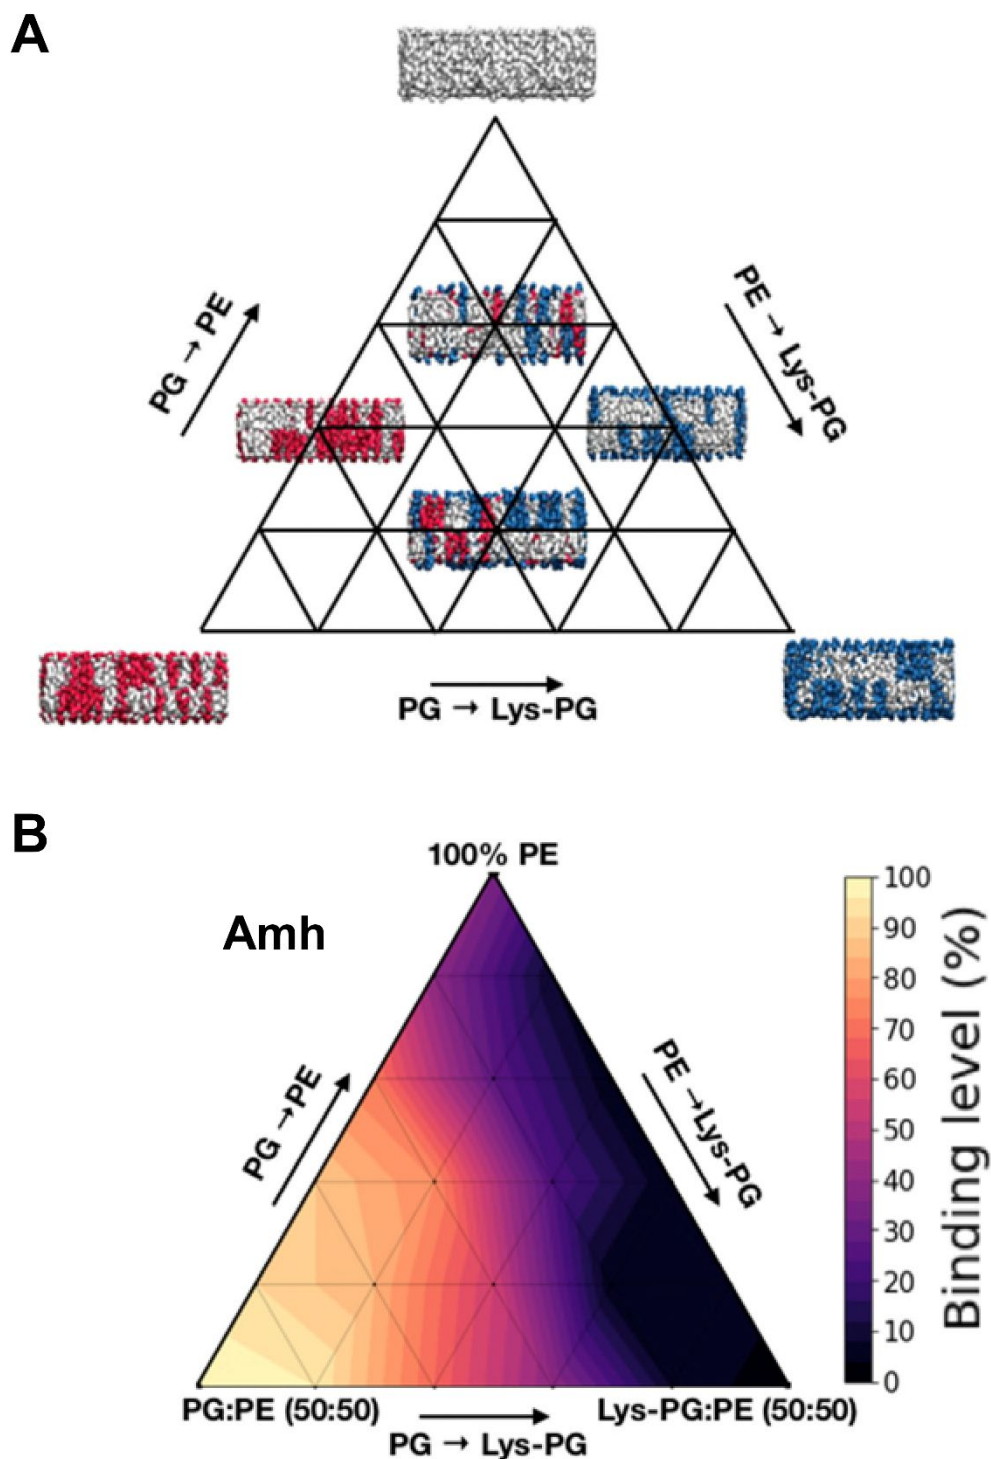 A
PG → PE
PE → Lys-PG
PG → Lys-PG
B
100% PE
Amh
PG →PE
PE →Lys-PG
PG:PE (50:50)
Lys-PG:PE (50:50)
PG → Lys-PG
100
90
80
70
60
50
40
30
20
10
0
Binding level (%)